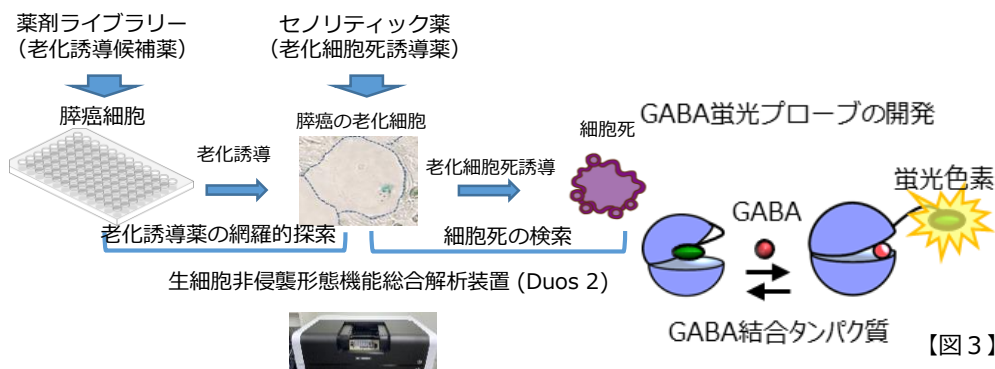 薬剤ライブラリー
（老化誘導候補薬）
セノリティック薬
（老化細胞死誘導薬）
膵癌細胞
老化誘導
膵癌の老化細胞
老化細胞死誘導
細胞死
老化誘導薬の網羅的探索
細胞死の検索
生細胞非侵襲形態機能総合解析装置 (Duos 2)
GABA蛍光プローブの開発
蛍光色素
GABA
GABA結合タンパク質
【図３】